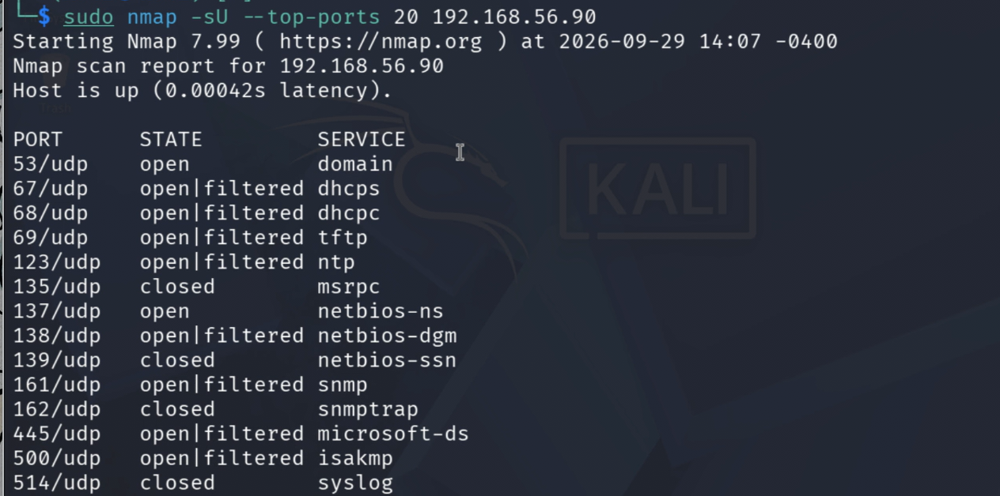 └─$ sudo nmap -sU --top-ports 20 192.168.56.90
Starting Nmap 7.99 ( https://nmap.org ) at 2026-09-29 14:07 -0400
Nmap scan report for 192.168.56.90
Host is up (0.00042s latency).
PORT STATE SERVICE
53/udp open domain
67/udp open|filtered dhcps
68/udp open|filtered dhcpc
69/udp open|filtered tftp
123/udp open|filtered ntp
135/udp closed msrpc
137/udp open netbios-ns
138/udp open|filtered netbios-dgm
139/udp closed netbios-ssn
161/udp open|filtered snmp
162/udp closed snmptrap
445/udp open|filtered microsoft-ds
500/udp open|filtered isakmp
514/udp closed syslog
Trash
KALI